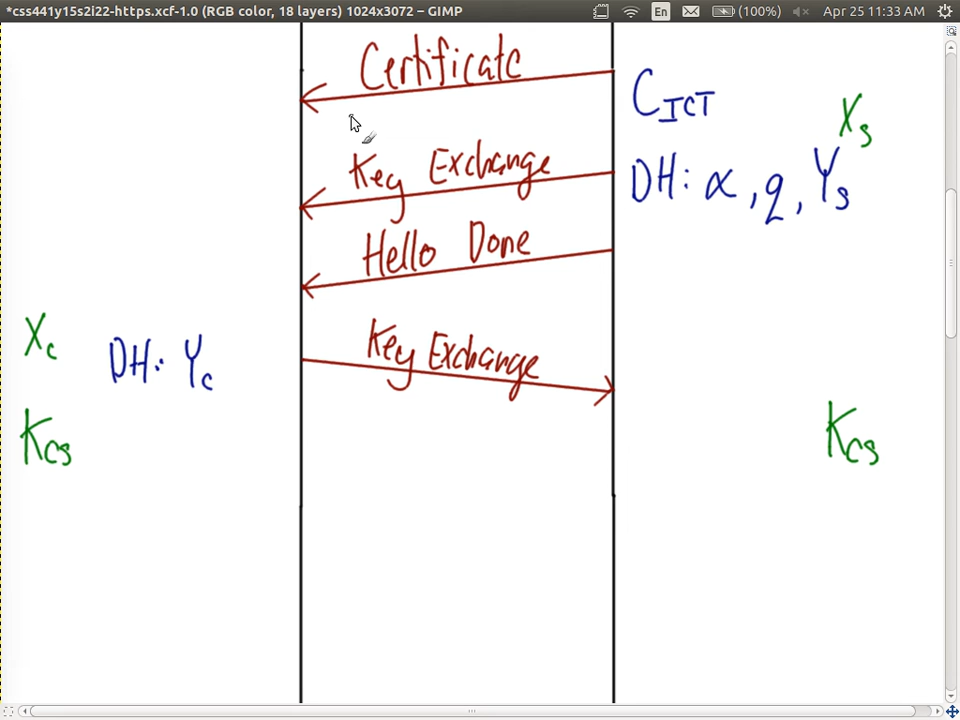 *css441y15s2i22-https.xcf-1.0 (RGB color, 18 layers) 1024x3072 – GIMP
En (100%) Apr 25 11:33 AM
Certificate
C_ICT
X_s
Key Exchange
DH: α, q, Y_s
Hello Done
Key Exchange
X_c
DH: Y_c
K_cs
K_cs